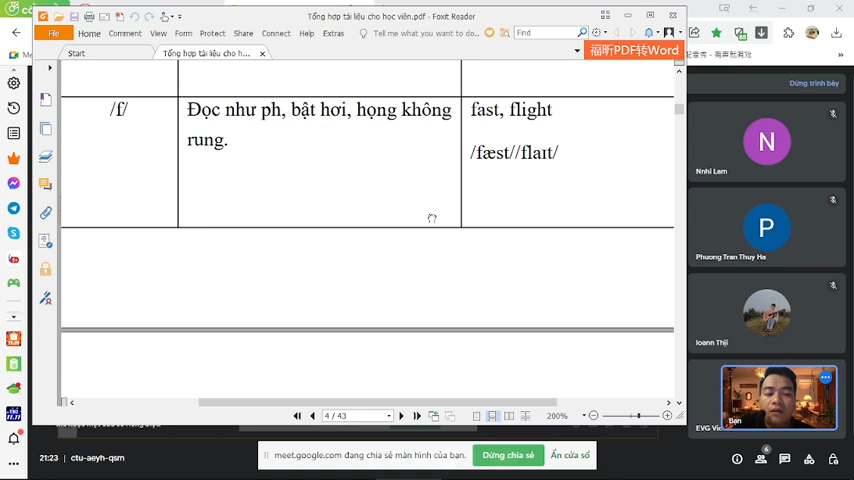 Tổng hợp tài liệu cho học viên.pdf - Foxit Reader
File
Home
Comment
View
Form
Protect
Share
Connect
Help
Extras
Tell me what you want to do...
Find
Start
Tổng hợp tài liệu cho h...
福昕PDF转Word
/f/
Đọc như ph, bật hơi, họng không
rung.
fast, flight
/fæst//flaɪt/
4 / 43
200%
Dừng trình bày
N
Nnhi Lam
P
Phuong Tran Thuy Ha
Ioann Thịi
Bạn
21:23
ctu-aeyh-qsm
meet.google.com đang chia sẻ màn hình của bạn.
Dừng chia sẻ
Ẩn cửa sổ
6